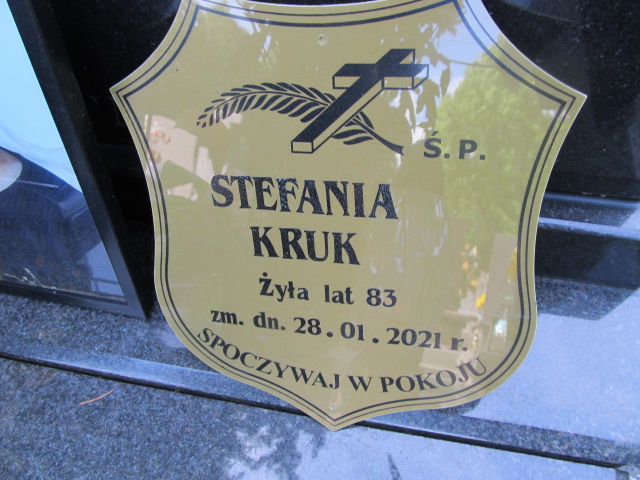 Ś.P.
STEFANIA
KRUK
Żyła lat 83
zm. dn. 28.01.2021 r.
SPOCZYWAJ W POKOJU